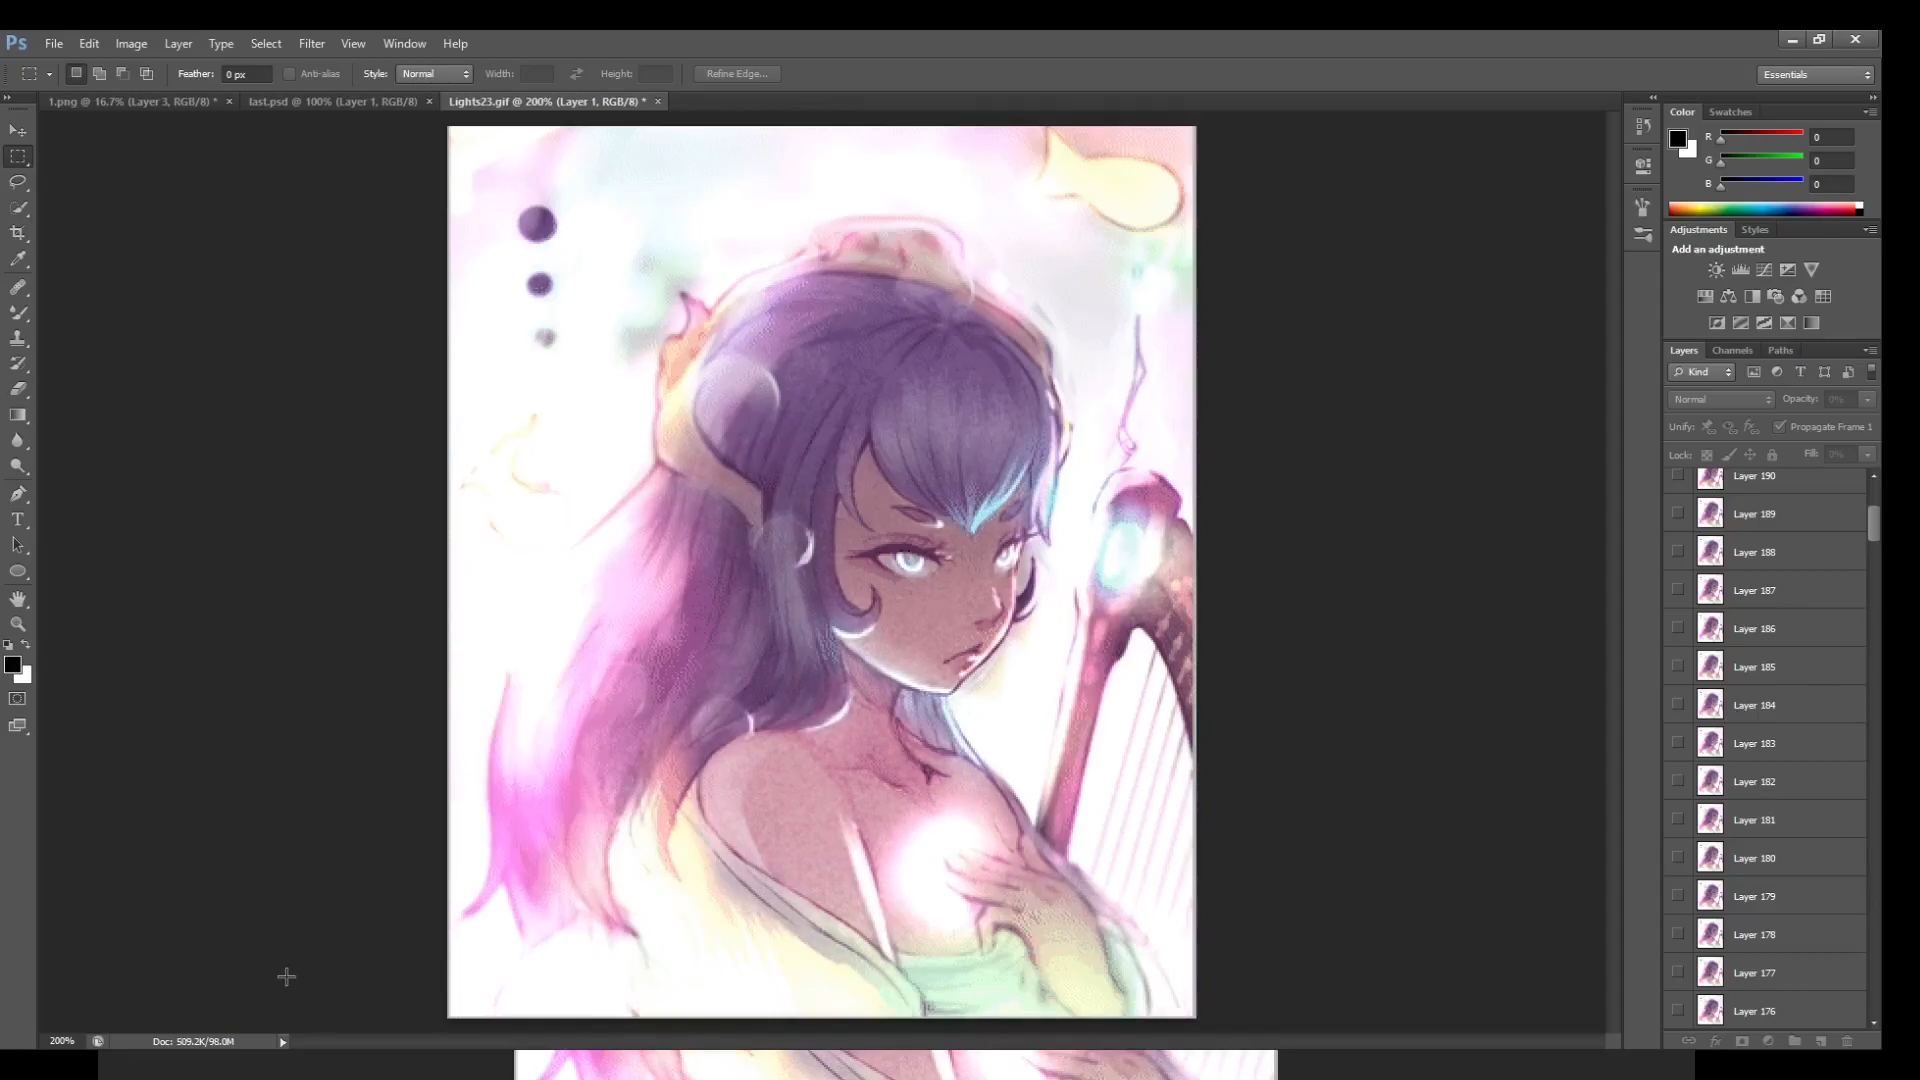 Ps File Edit Image Layer Type Select Filter View Window Help
Feather: 0 px Anti-alias Style: Normal Width: Height: Refine Edge... Essentials
1.png @ 16.7% (Layer 3, RGB/8) * × last.psd @ 100% (Layer 1, RGB/8) × Lights23.gif @ 200% (Layer 1, RGB/8) * ×
Color Swatches
R 0
G 0
B 0
Adjustments Styles
Add an adjustment
Layers Channels Paths
Kind
Normal Opacity: 0%
Unify: Propagate Frame 1
Lock: Fill: 0%
Layer 190
Layer 189
Layer 188
Layer 187
Layer 186
Layer 185
Layer 184
Layer 183
Layer 182
Layer 181
Layer 180
Layer 179
Layer 178
Layer 177
Layer 176
200% Doc: 509.2K/98.0M